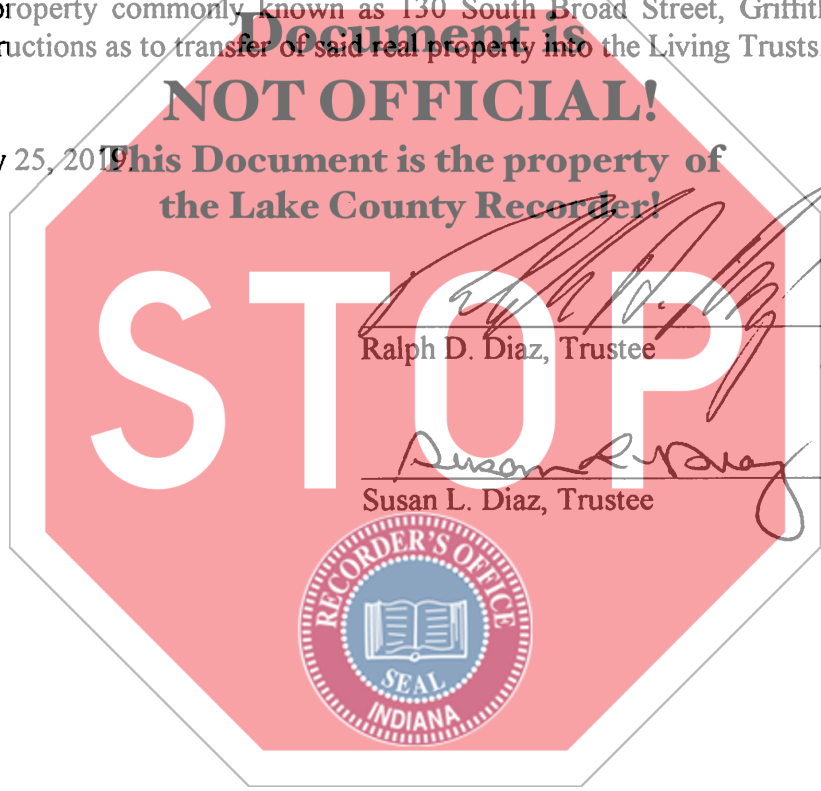 property commonly known as 130 South Broad Street, Griffith
ructions as to transfer of said real property into the Living Trusts
Document is
NOT OFFICIAL!
y 25, 2019.
This Document is the property of
the Lake County Recorder!
STOP
Ralph D. Diaz, Trustee
Susan L. Diaz
Susan L. Diaz, Trustee
RECORDER'S OFFICE
SEAL
INDIANA